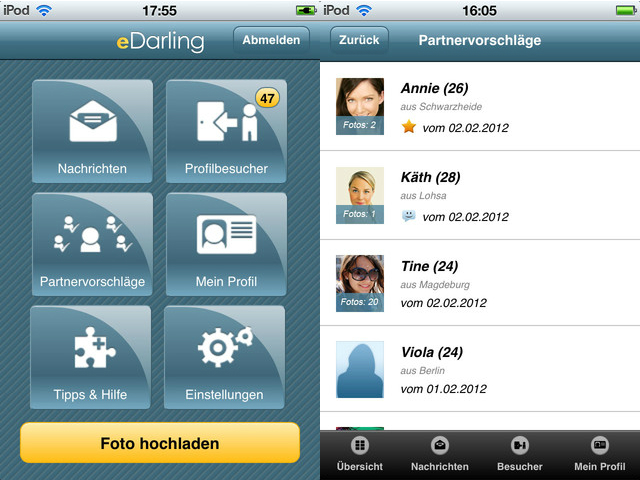 iPod 17:55
eDarling
Abmelden
Nachrichten
47
Profilbesucher
Partnervorschläge
Mein Profil
Tipps & Hilfe
Einstellungen
Foto hochladen
iPod 16:05
Zurück
Partnervorschläge
Annie (26)
aus Schwarzheide
Fotos: 2
vom 02.02.2012
Käth (28)
aus Lohsa
Fotos: 1
vom 02.02.2012
Tine (24)
aus Magdeburg
Fotos: 20
vom 02.02.2012
Viola (24)
aus Berlin
vom 01.02.2012
Übersicht
Nachrichten
Besucher
Mein Profil